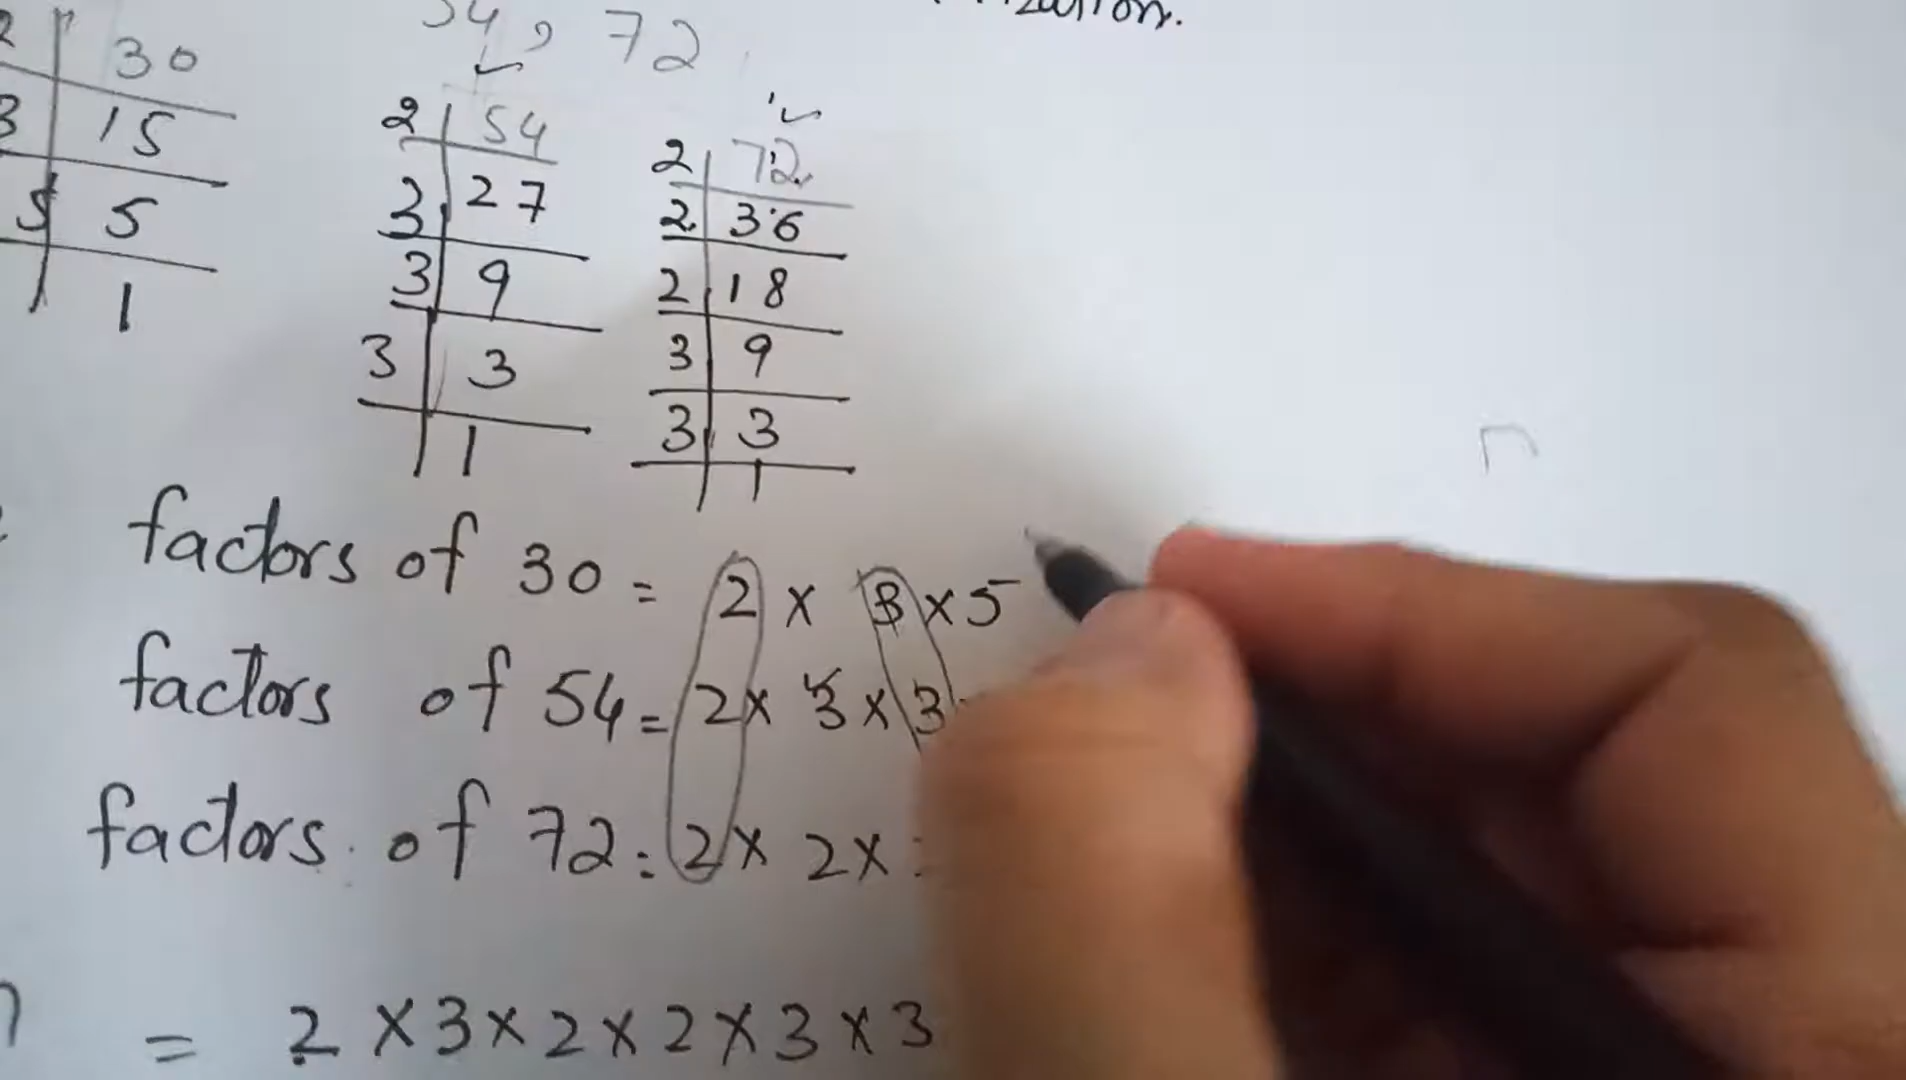 54, 72
2 | 30
3 | 15
5 | 5
1
2 | 54
3 | 27
3 | 9
3 | 3
1
2 | 72
2 | 36
2 | 18
3 | 9
3 | 3
1
factors of 30 = 2 × 3 × 5
factors of 54 = 2 × 3 × 3
factors of 72 = 2 × 2 ×
= 2 × 3 × 2 × 2 × 3 × 3